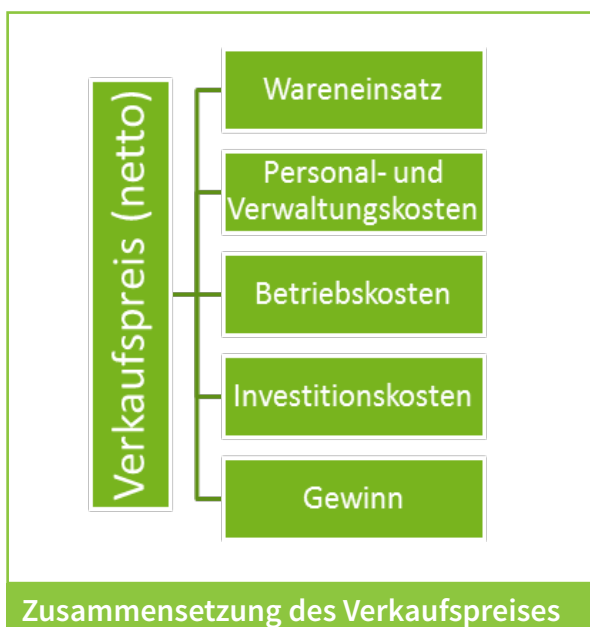 Verkaufspreis (netto)
Wareneinsatz
Personal- und
Verwaltungskosten
Betriebskosten
Investitionskosten
Gewinn
Zusammensetzung des Verkaufspreises